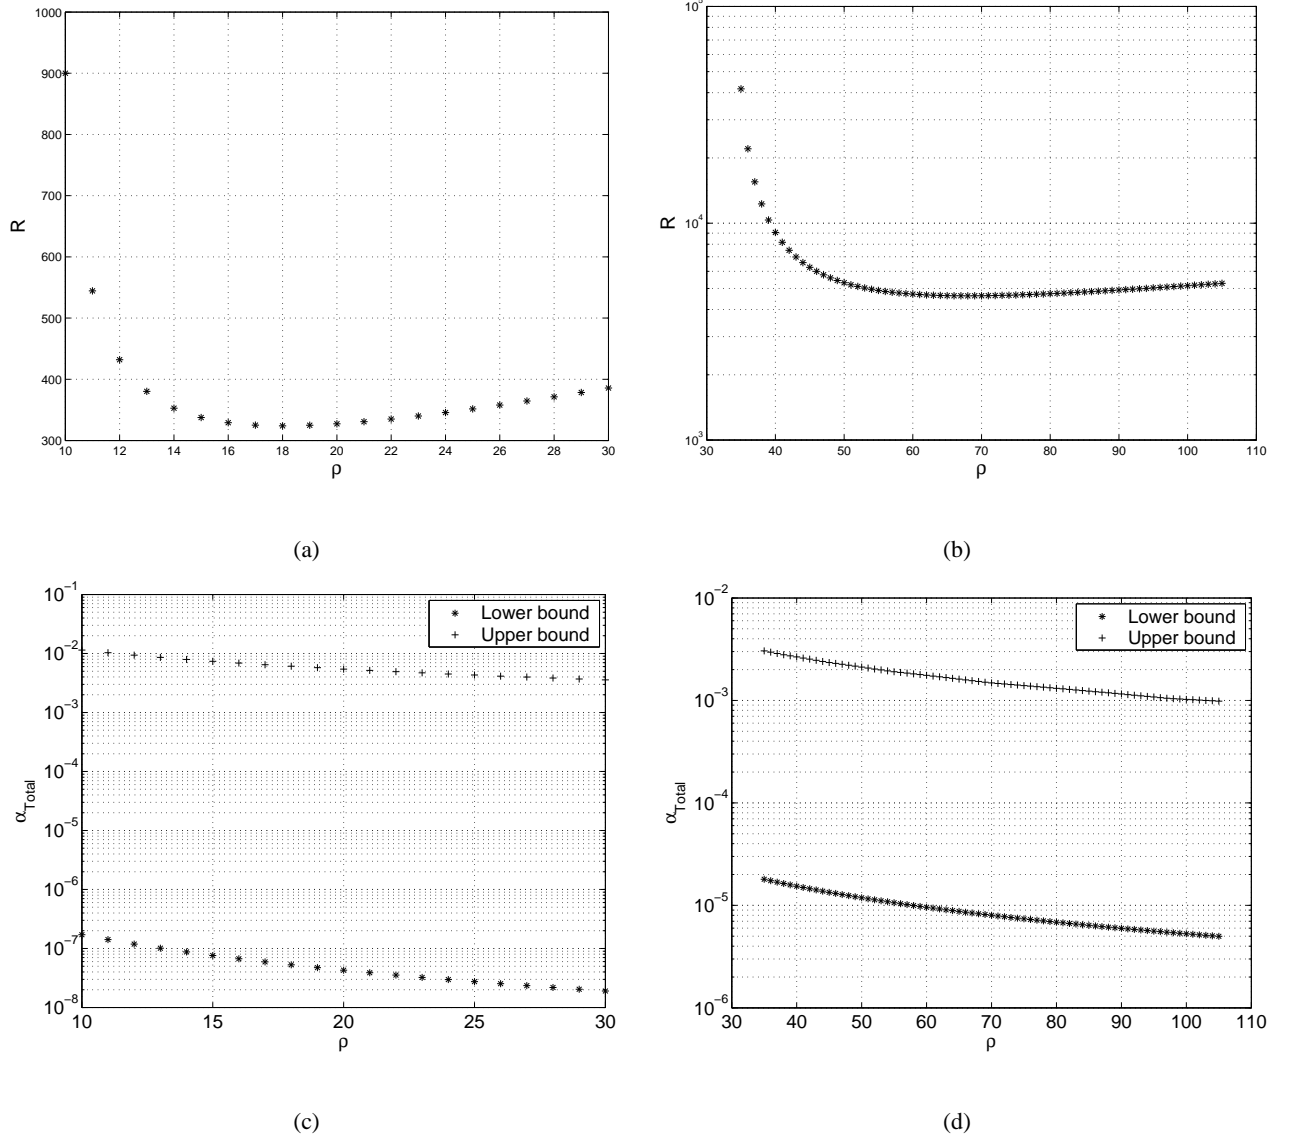 1000
900
800
700
600
500
400
300
R
10 12 14 16 18 20 22 24 26 28 30
ρ
(a)
10^5
10^4
10^3
R
30 40 50 60 70 80 90 100 110
ρ
(b)
10^−1
10^−2
10^−3
10^−4
10^−5
10^−6
10^−7
10^−8
α_Total
Lower bound
Upper bound
10 15 20 25 30
ρ
(c)
10^−2
10^−3
10^−4
10^−5
10^−6
α_Total
Lower bound
Upper bound
30 40 50 60 70 80 90 100 110
ρ
(d)